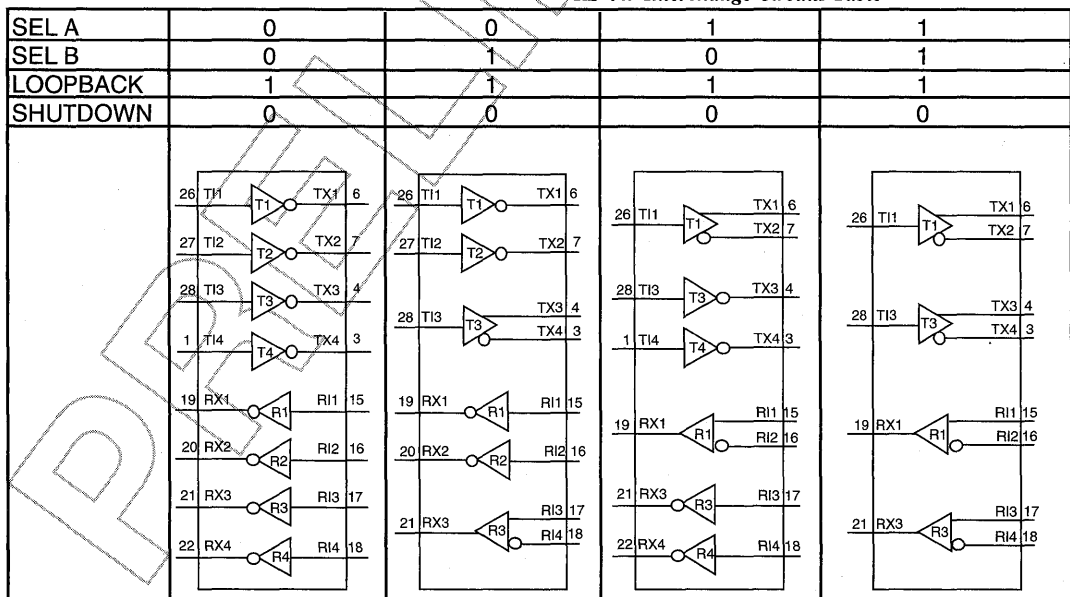 Interchange Circuits Table
SEL A 0 0 1 1
SEL B 0 1 0 1
LOOPBACK 1 1 1 1
SHUTDOWN 0 0 0 0
26 TI1 T1 TX1 6
27 TI2 T2 TX2 7
28 TI3 T3 TX3 4
1 TI4 T4 TX4 3
19 RX1 R1 RI1 15
20 RX2 R2 RI2 16
21 RX3 R3 RI3 17
22 RX4 R4 RI4 18
26 TI1 T1 TX1 6
27 TI2 T2 TX2 7
28 TI3 T3 TX3 4
TX4 3
19 RX1 R1 RI1 15
20 RX2 R2 RI2 16
21 RX3 R3 RI3 17
RI4 18
26 TI1 T1 TX1 6
TX2 7
28 TI3 T3 TX3 4
1 TI4 T4 TX4 3
19 RX1 R1 RI1 15
RI2 16
21 RX3 R3 RI3 17
22 RX4 R4 RI4 18
26 TI1 T1 TX1 6
TX2 7
28 TI3 T3 TX3 4
TX4 3
19 RX1 R1 RI1 15
RI2 16
21 RX3 R3 RI3 17
RI4 18